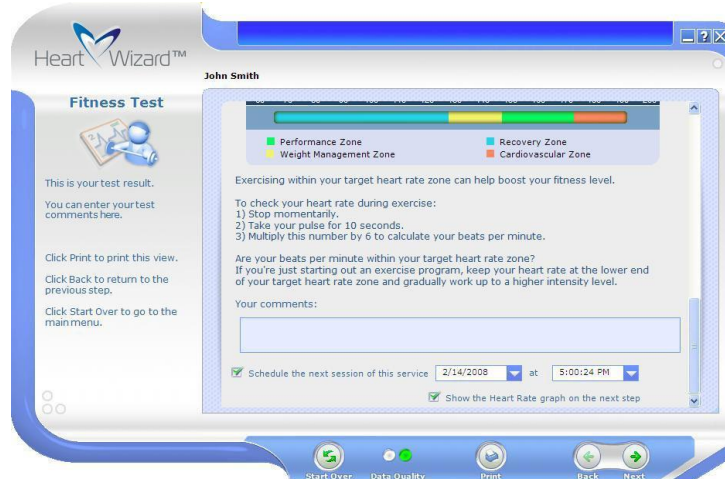 Heart Wizard™
John Smith
Fitness Test
This is your test result.
You can enter your test
comments here.
Click Print to print this view.
Click Back to return to the
previous step.
Click Start Over to go to the
main menu.
Performance Zone
Recovery Zone
Weight Management Zone
Cardiovascular Zone
Exercising within your target heart rate zone can help boost your fitness level.
To check your heart rate during exercise:
1) Stop momentarily.
2) Take your pulse for 10 seconds.
3) Multiply this number by 6 to calculate your beats per minute.
Are your beats per minute within your target heart rate zone?
If you're just starting out an exercise program, keep your heart rate at the lower end
of your target heart rate zone and gradually work up to a higher intensity level.
Your comments:
Schedule the next session of this service 2/14/2008 at 5:00:24 PM
Show the Heart Rate graph on the next step
Start Over Data Quality Print Back Next